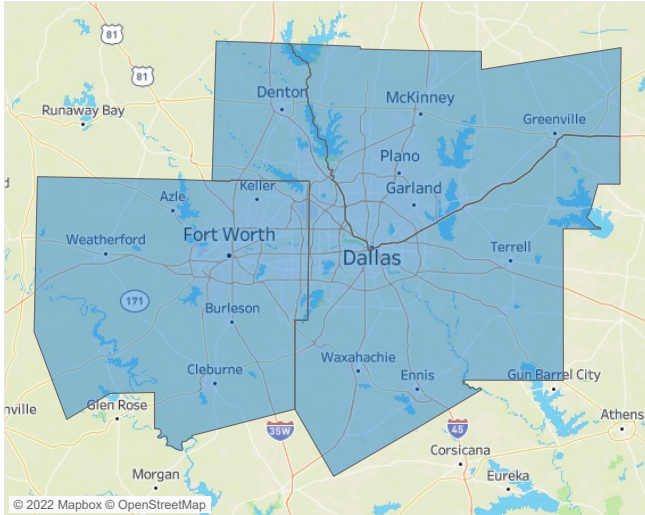 81
81
Runaway Bay
Denton
McKinney
Greenville
Plano
Garland
Keller
Azle
Fort Worth
Weatherford
Dallas
Terrell
171
Burleson
Waxahachie
Cleburne
Ennis
Gun Barrel City
nville
Glen Rose
Athens
35W
45
Corsicana
Morgan
Eureka
© 2022 Mapbox © OpenStreetMap